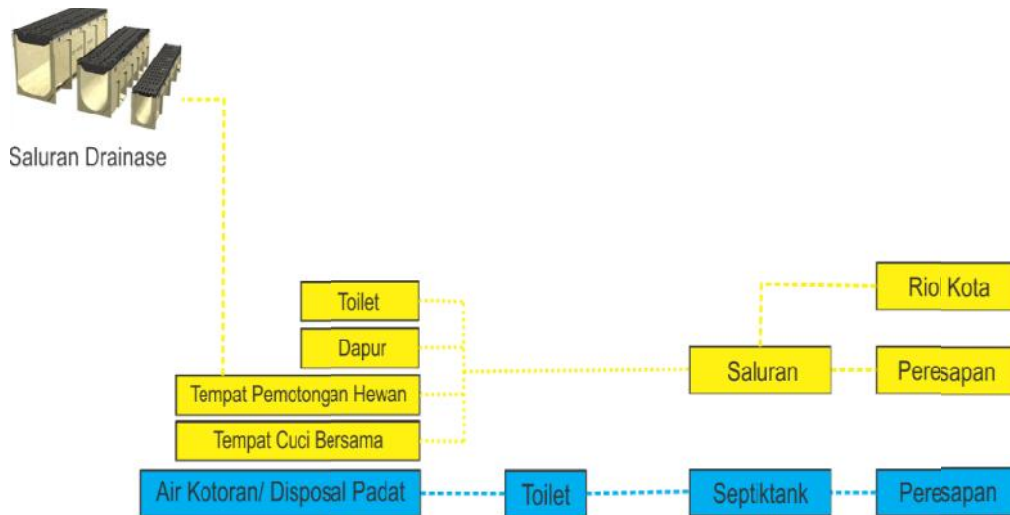 Saluran Drainase
Toilet
Dapur
Tempat Pemotongan Hewan
Tempat Cuci Bersama
Saluran
Riol Kota
Peresapan
Air Kotoran/ Disposal Padat
Toilet
Septiktank
Peresapan